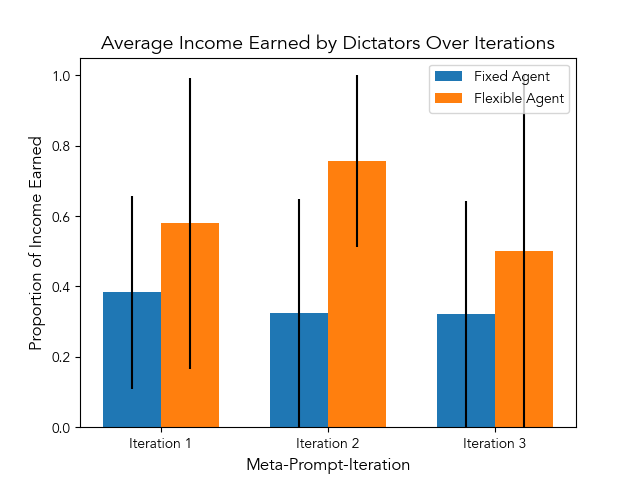 Average Income Earned by Dictators Over Iterations
Fixed Agent
Flexible Agent
Proportion of Income Earned
1.0
0.8
0.6
0.4
0.2
0.0
Iteration 1
Iteration 2
Iteration 3
Meta-Prompt-Iteration